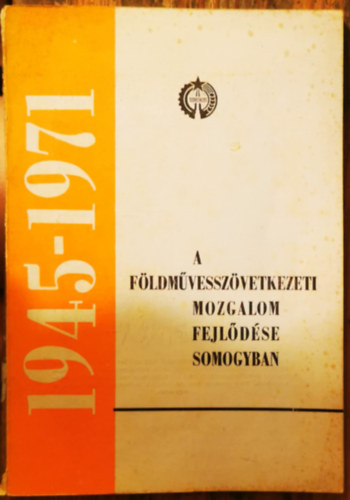 1945-1971
A
FÖLDMŰVESSZÖVETKEZETI
MOZGALOM
FEJLŐDÉSE
SOMOGYBAN